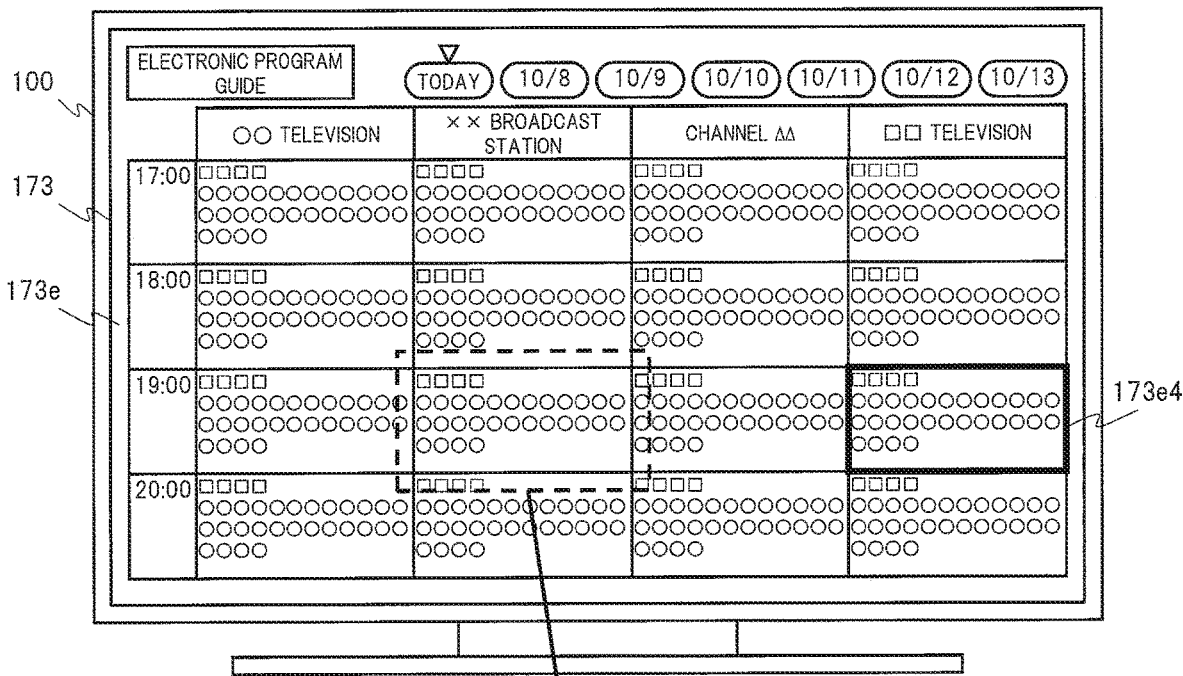 ELECTRONIC PROGRAM
GUIDE
▽
TODAY 10/8 10/9 10/10 10/11 10/12 10/13
○○ TELEVISION
×× BROADCAST
STATION
CHANNEL ΔΔ
□□ TELEVISION
100
173
173e
173e4
17:00 □□□□ □□□□ □□□□ □□□□
○○○○○○○○○○○ ○○○○○○○○○○○ ○○○○○○○○○○○ ○○○○○○○○○○○
○○○○○○○○○○○ ○○○○○○○○○○○ ○○○○○○○○○○○ ○○○○○○○○○○○
○○○○ ○○○○ ○○○○ ○○○○
18:00 □□□□ □□□□ □□□□ □□□□
○○○○○○○○○○○ ○○○○○○○○○○○ ○○○○○○○○○○○ ○○○○○○○○○○○
○○○○○○○○○○○ ○○○○○○○○○○○ ○○○○○○○○○○○ ○○○○○○○○○○○
○○○○ ○○○○ ○○○○ ○○○○
19:00 □□□□ □□□□ □□□□ □□□□
○○○○○○○○○○○ ○○○○○○○○○○○ ○○○○○○○○○○○ ○○○○○○○○○○○
○○○○○○○○○○○ ○○○○○○○○○○○ ○○○○○○○○○○○ ○○○○○○○○○○○
○○○○ ○○○○ ○○○○ ○○○○
20:00 □□□□ □□□□ □□□□ □□□□
○○○○○○○○○○○ ○○○○○○○○○○○ ○○○○○○○○○○○ ○○○○○○○○○○○
○○○○○○○○○○○ ○○○○○○○○○○○ ○○○○○○○○○○○ ○○○○○○○○○○○
○○○○ ○○○○ ○○○○ ○○○○